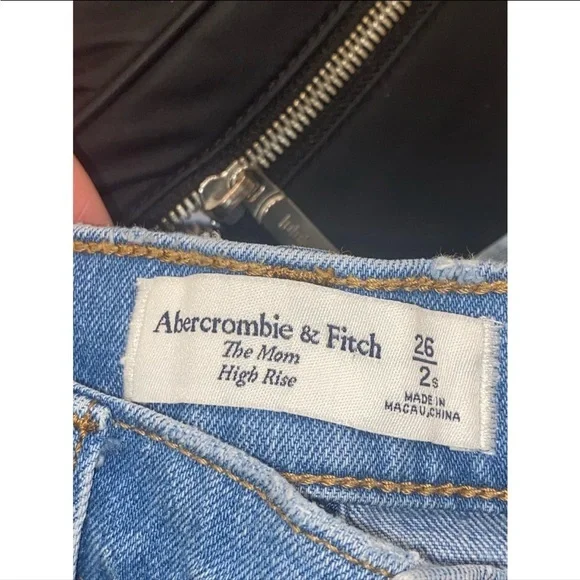 Abercrombie & Fitch
The Mom
High Rise
26
2s
MADE IN
MACAU,CHINA